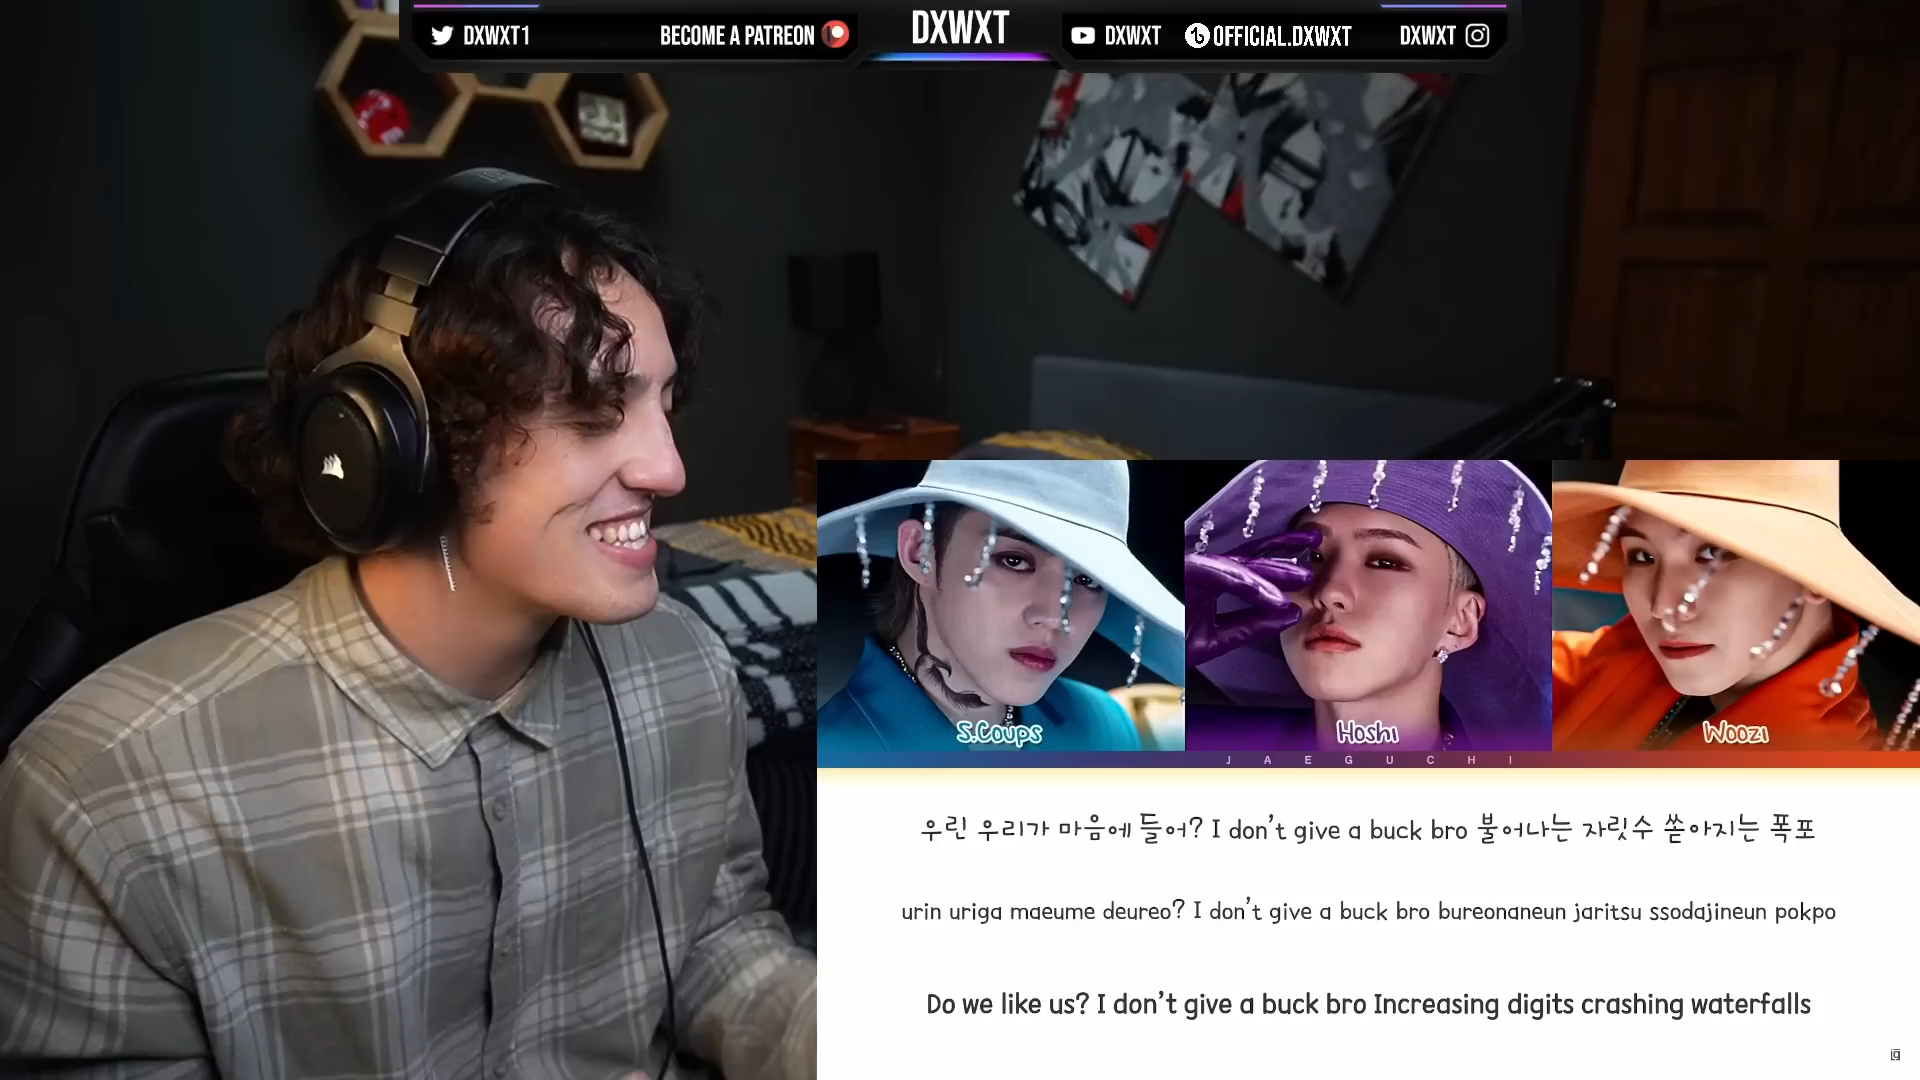 DXWXT1
BECOME A PATREON
DXWXT
DXWXT
OFFICIAL.DXWXT
DXWXT
S.Coups
Hoshi
Woozi
JAEGUCHI
우린 우리가 마음에 들어? I don't give a buck bro 불어나는 자릿수 쏟아지는 폭포
urin uriga maeume deureo? I don't give a buck bro bureonaneun jaritsu ssodajineun pokpo
Do we like us? I don't give a buck bro Increasing digits crashing waterfalls